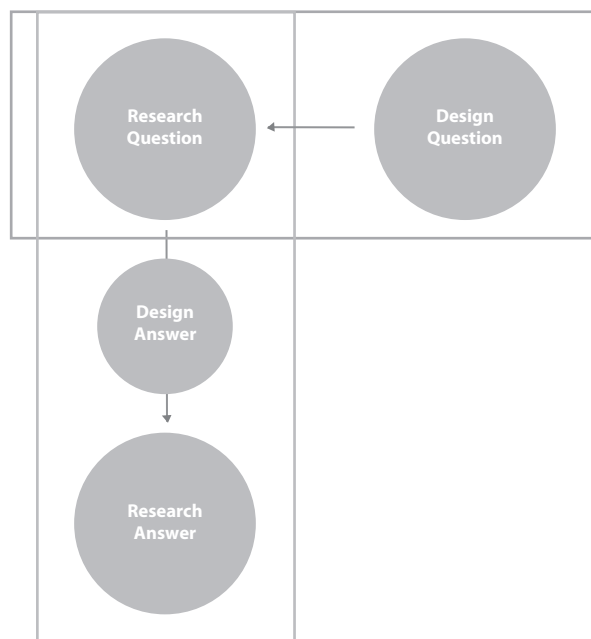 Research
Question
Design
Question
Design
Answer
Research
Answer